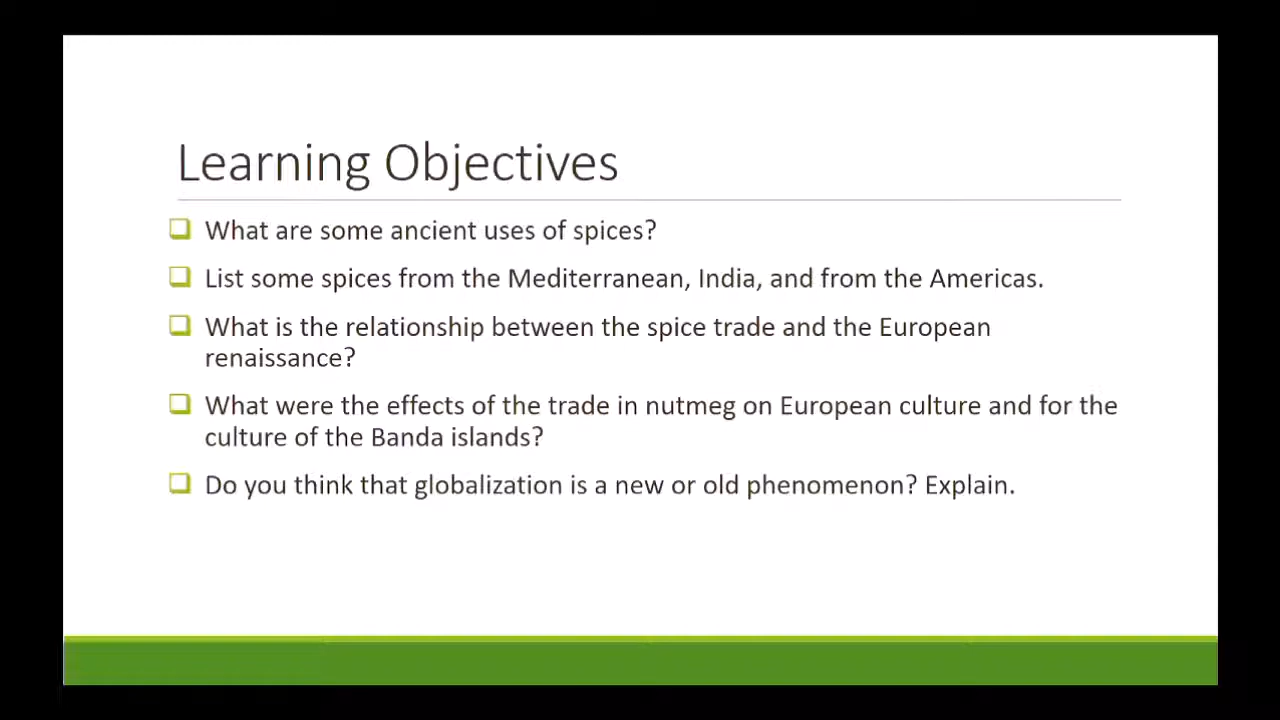 Learning Objectives
What are some ancient uses of spices?
List some spices from the Mediterranean, India, and from the Americas.
What is the relationship between the spice trade and the European
renaissance?
What were the effects of the trade in nutmeg on European culture and for the
culture of the Banda islands?
Do you think that globalization is a new or old phenomenon? Explain.